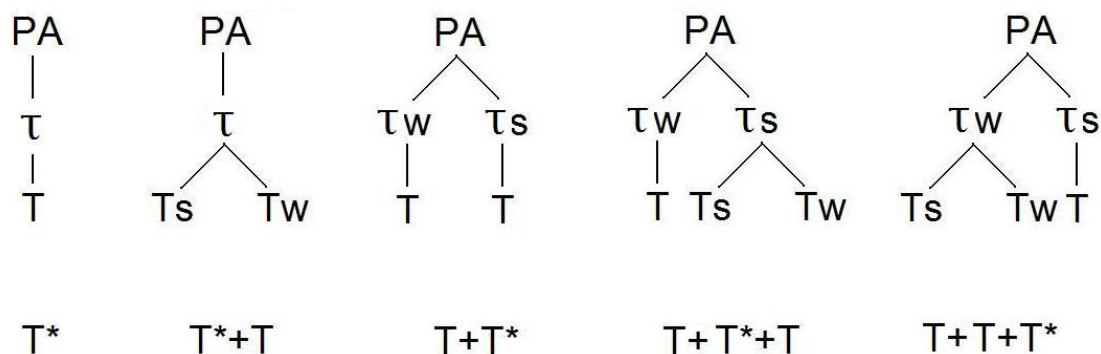 PA PA PA PA PA
τ τ τw τs τw τs τw τs
T Ts Tw T T T Ts Tw Ts Tw T
T* T*+T T+T* T+T*+T T+T+T*